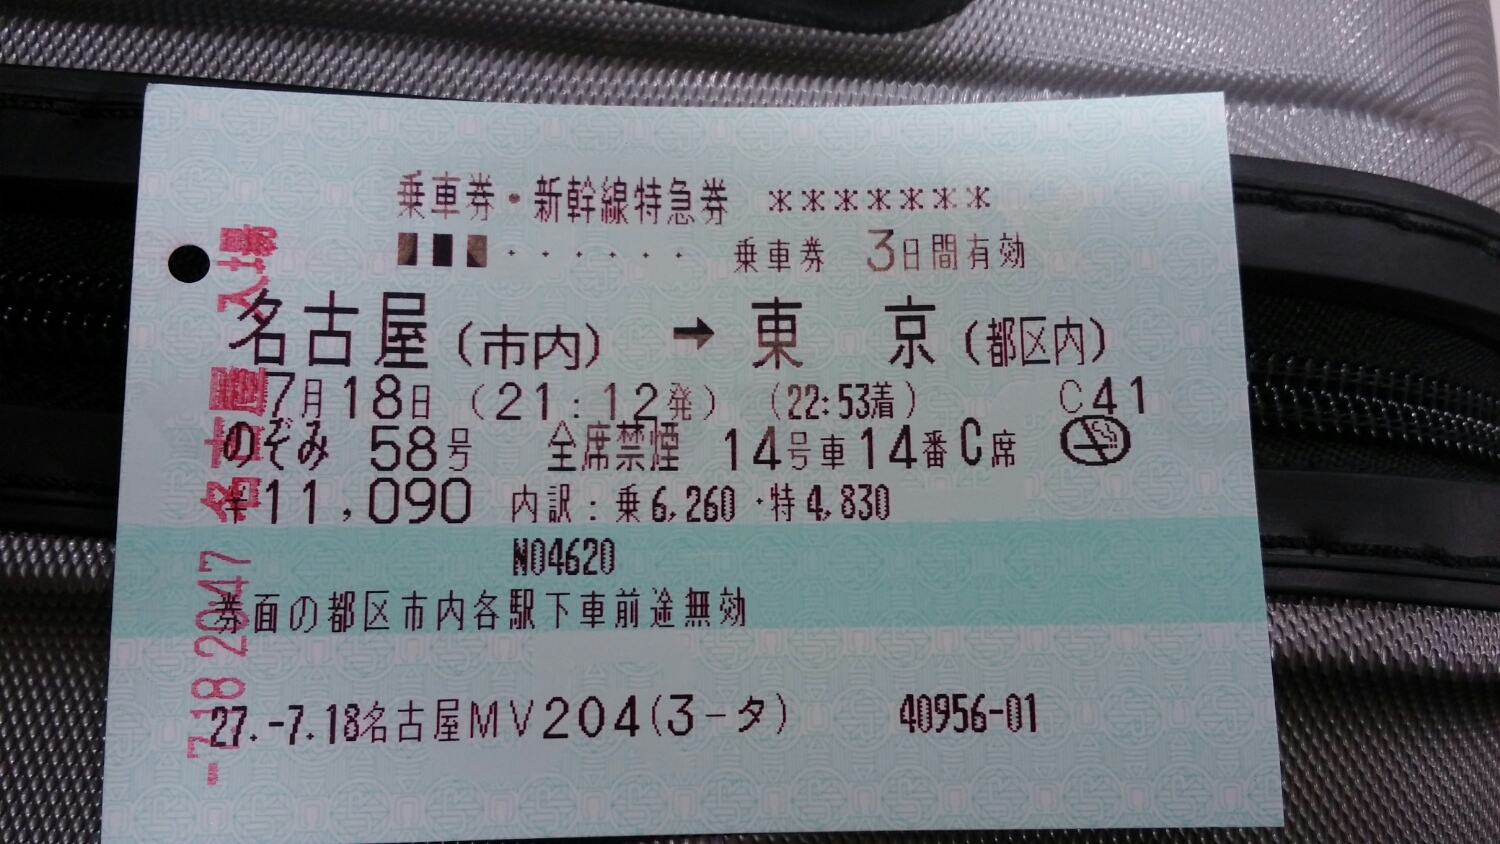 乗車券・新幹線特急券 *******
乗車券 3日間有効
名古屋(市内) → 東 京(都区内)
7月18日 (21:12発) (22:53着) C41
のぞみ 58号 全席禁煙 14号車14番C席
¥11,090 内訳:乗6,260・特4,830
N04620
券面の都区市内各駅下車前途無効
27.-7.18名古屋MV204(3-タ) 40956-01
-718 2047 名古屋 入場